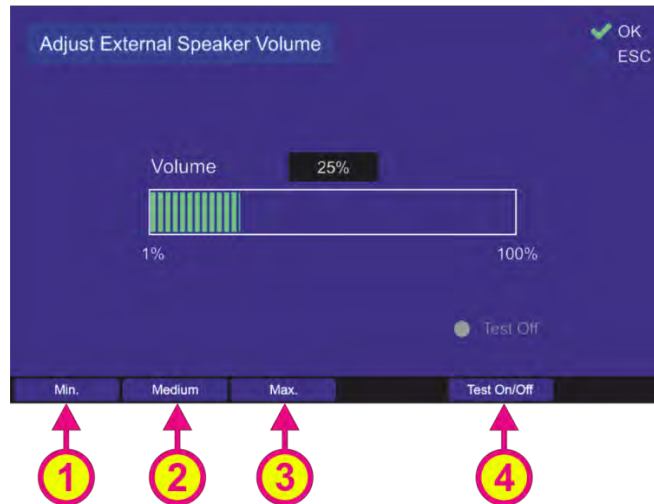 Adjust External Speaker Volume
OK
ESC
Volume 25%
1% 100%
Test Off
Min. Medium Max. Test On/Off
1 2 3 4